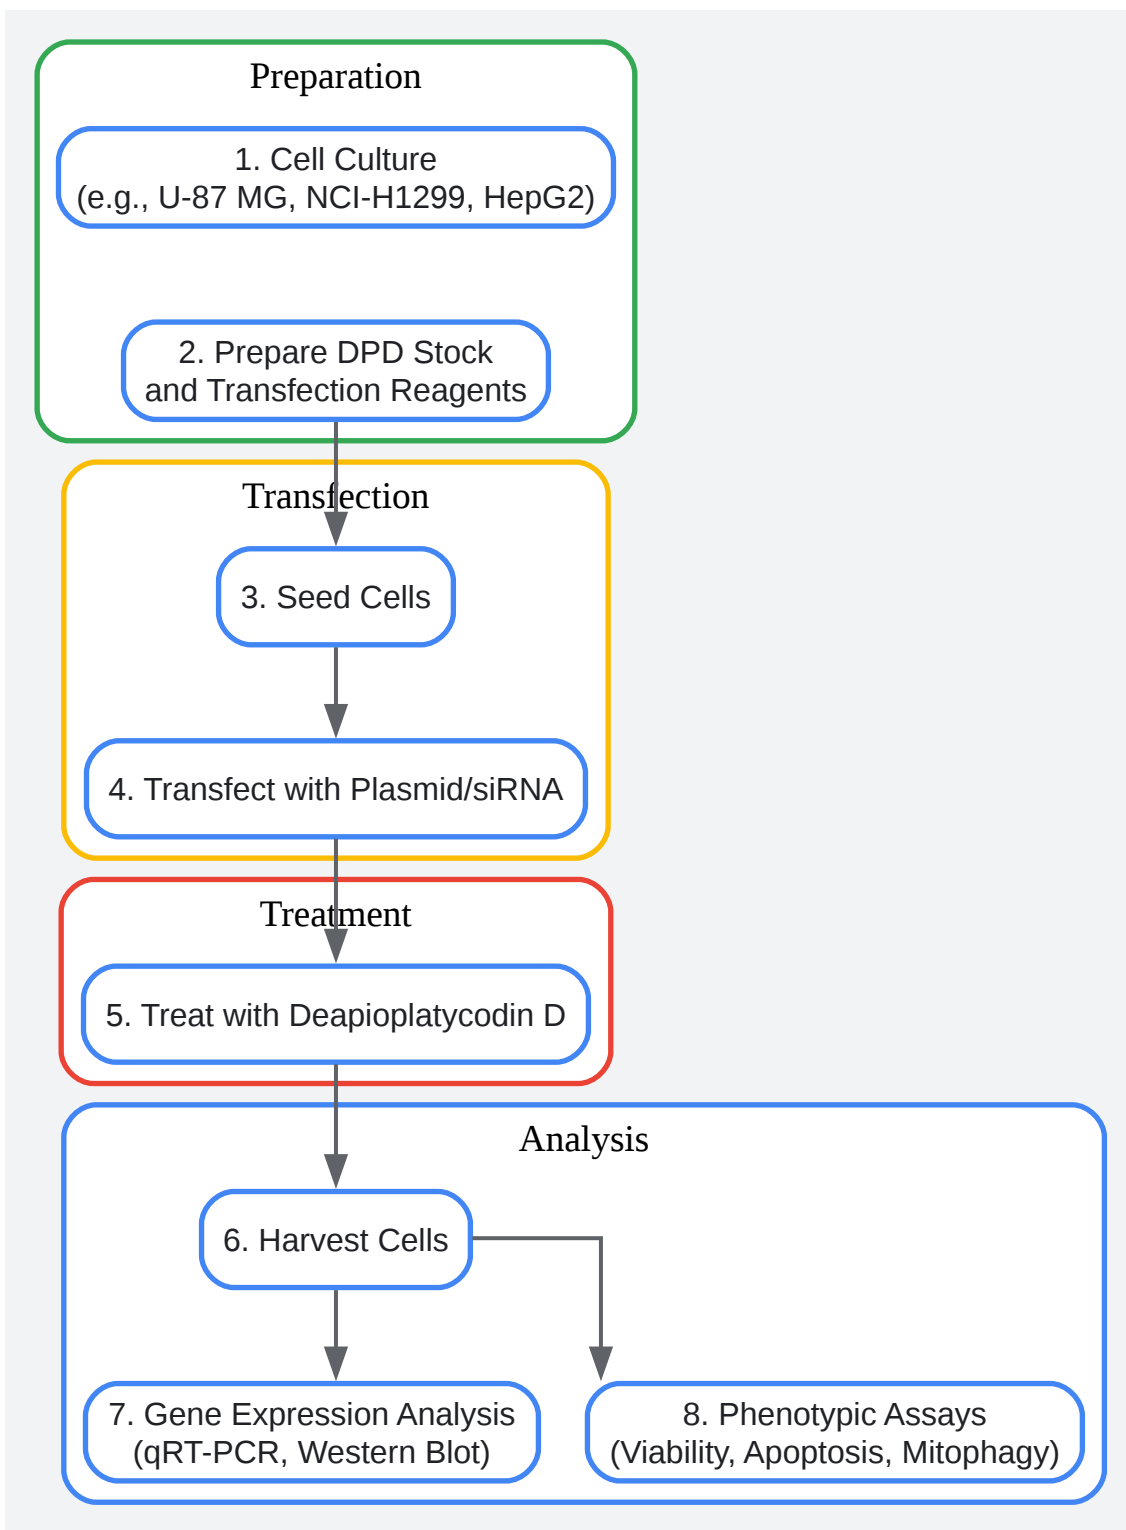 Preparation
1. Cell Culture
(e.g., U-87 MG, NCI-H1299, HepG2)
2. Prepare DPD Stock
and Transfection Reagents
Transfection
3. Seed Cells
4. Transfect with Plasmid/siRNA
Treatment
5. Treat with Deapioplatycodin D
Analysis
6. Harvest Cells
7. Gene Expression Analysis
(qRT-PCR, Western Blot)
8. Phenotypic Assays
(Viability, Apoptosis, Mitophagy)